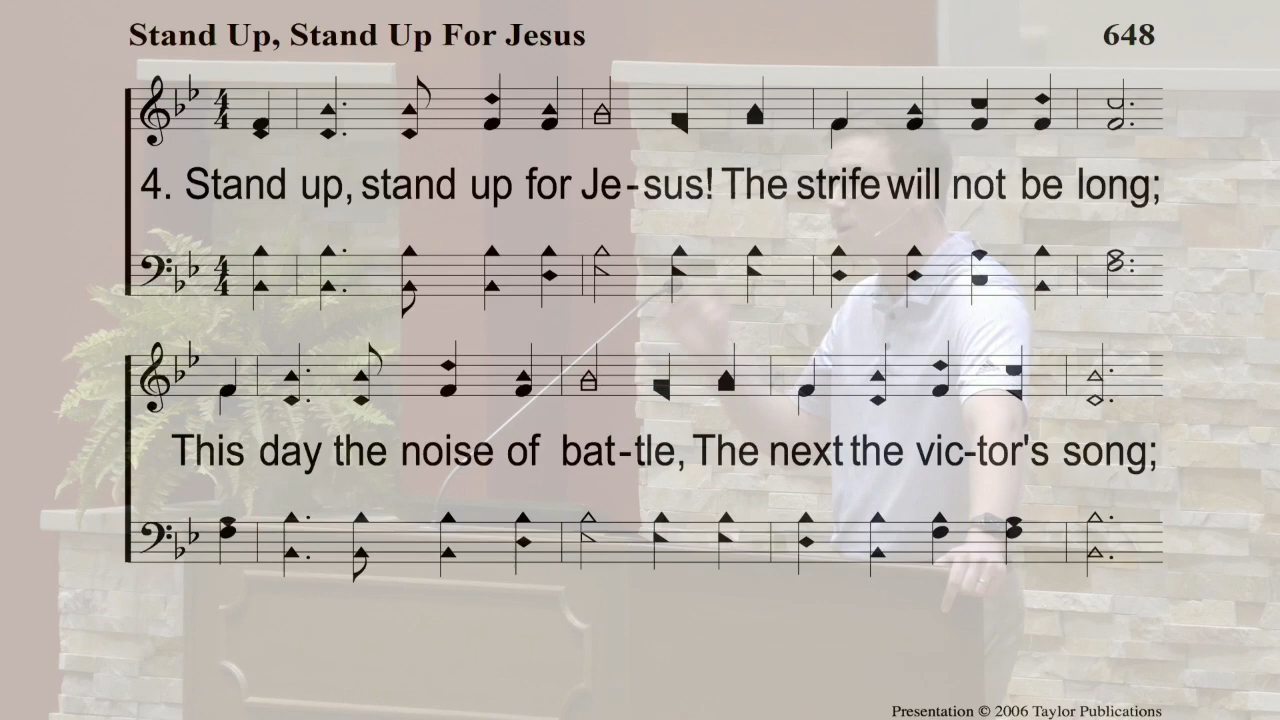 Stand Up, Stand Up For Jesus 648
4. Stand up, stand up for Je-sus! The strife will not be long;
This day the noise of bat-tle, The next the vic-tor's song;
Presentation © 2006 Taylor Publications